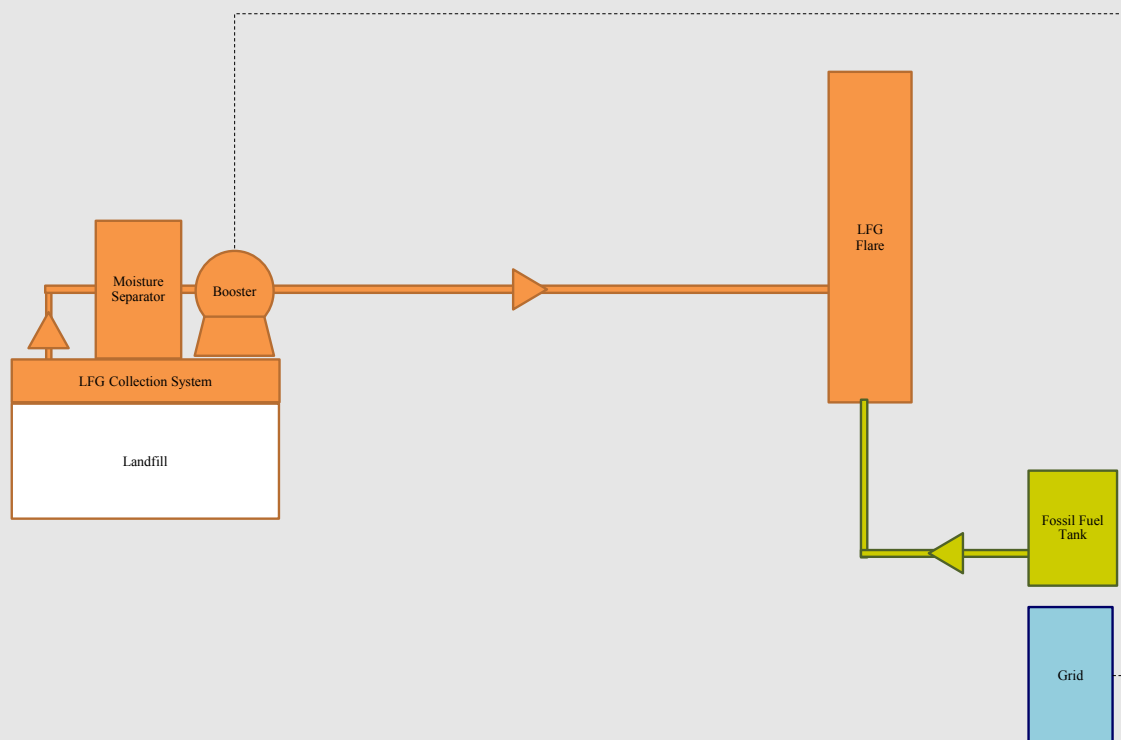 LFG
Flare
Moisture
Separator
Booster
LFG Collection System
Landfill
Fossil Fuel
Tank
Grid